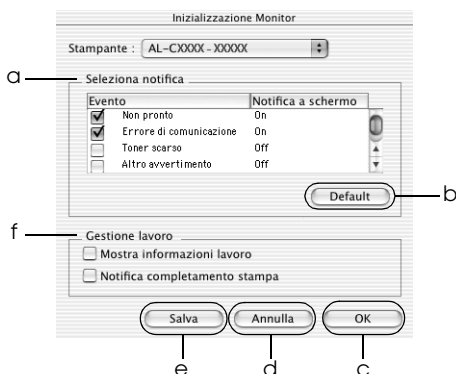 Inizializzazione Monitor
Stampante : AL-CXXXX - XXXXX
a
Seleziona notifica
Evento Notifica a schermo
Non pronto On
Errore di comunicazione On
Toner scarso Off
Altro avvertimento Off
Default
b
f
Gestione lavoro
Mostra informazioni lavoro
Notifica completamento stampa
Salva Annulla OK
e d c